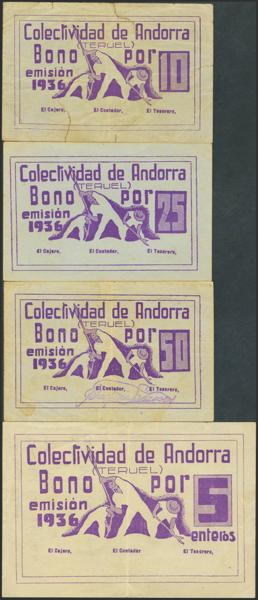 Colectividad de Andorra
(TERUEL)
Bono por 10
emisión
1936
El Cajero, El Contador, El Tesorero,
Colectividad de Andorra
(TERUEL)
Bono por 25
emisión
1936
El Cajero, El Contador, El Tesorero,
Colectividad de Andorra
(TERUEL)
Bono por 50
emisión
1936
El Cajero, El Contador, El Tesorero,
Colectividad de Andorra
(TERUEL)
Bono por 5
emisión enteros
1936
El Cajero, El Contador El Tesorero,